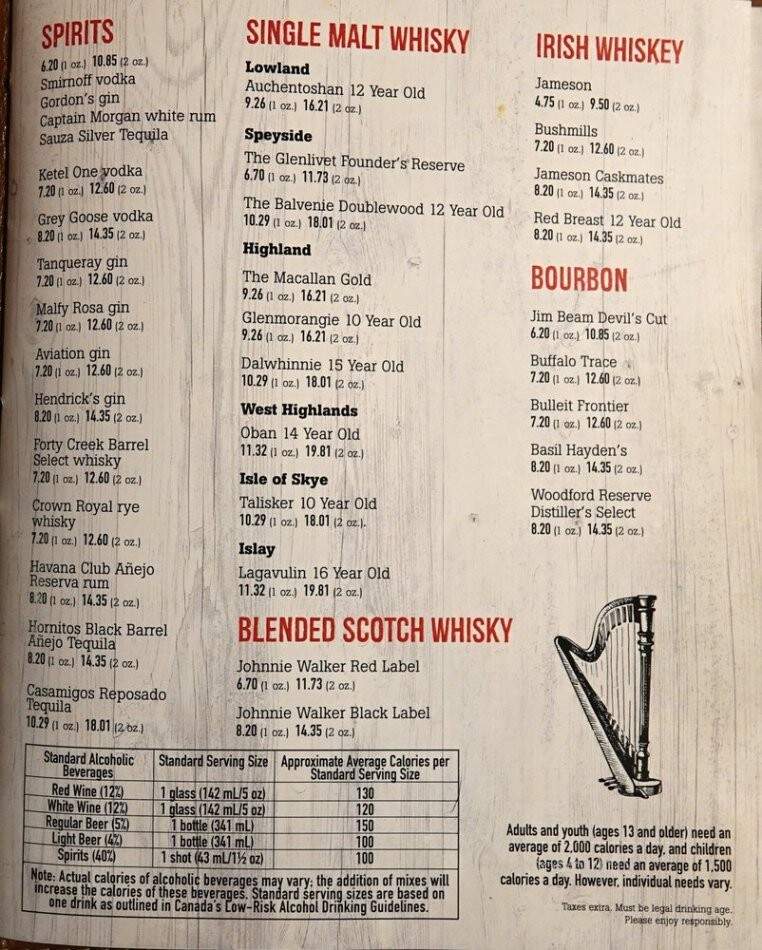 SPIRITS
6.20 (1 oz.) 10.85 (2 oz.)
Smirnoff vodka
Gordon's gin
Captain Morgan white rum
Sauza Silver Tequila
Ketel One vodka
7.20 (1 oz.) 12.60 (2 oz.)
Grey Goose vodka
8.20 (1 oz.) 14.35 (2 oz.)
Tanqueray gin
7.20 (1 oz.) 12.60 (2 oz.)
Malfy Rosa gin
7.20 (1 oz.) 12.60 (2 oz.)
Aviation gin
7.20 (1 oz.) 12.60 (2 oz.)
Hendrick's gin
8.20 (1 oz.) 14.35 (2 oz.)
Forty Creek Barrel
Select whisky
7.20 (1 oz.) 12.60 (2 oz.)
Crown Royal rye
whisky
7.20 (1 oz.) 12.60 (2 oz.)
Havana Club Añejo
Reserva rum
8.20 (1 oz.) 14.35 (2 oz.)
Hornitos Black Barrel
Añejo Tequila
8.20 (1 oz.) 14.35 (2 oz.)
Casamigos Reposado
Tequila
10.29 (1 oz.) 18.01 (2 oz.)
SINGLE MALT WHISKY
Lowland
Auchentoshan 12 Year Old
9.26 (1 oz.) 16.21 (2 oz.)
Speyside
The Glenlivet Founder's Reserve
6.70 (1 oz.) 11.73 (2 oz.)
The Balvenie Doublewood 12 Year Old
10.29 (1 oz.) 18.01 (2 oz.)
Highland
The Macallan Gold
9.26 (1 oz.) 16.21 (2 oz.)
Glenmorangie 10 Year Old
9.26 (1 oz.) 16.21 (2 oz.)
Dalwhinnie 15 Year Old
10.29 (1 oz.) 18.01 (2 oz.)
West Highlands
Oban 14 Year Old
11.32 (1 oz.) 19.81 (2 oz.)
Isle of Skye
Talisker 10 Year Old
10.29 (1 oz.) 18.01 (2 oz.).
Islay
Lagavulin 16 Year Old
11.32 (1 oz.) 19.81 (2 oz.)
BLENDED SCOTCH WHISKY
Johnnie Walker Red Label
6.70 (1 oz.) 11.73 (2 oz.)
Johnnie Walker Black Label
8.20 (1 oz.) 14.35 (2 oz.)
IRISH WHISKEY
Jameson
4.75 (1 oz.) 9.50 (2 oz.)
Bushmills
7.20 (1 oz.) 12.60 (2 oz.)
Jameson Caskmates
8.20 (1 oz.) 14.35 (2 oz.)
Red Breast 12 Year Old
8.20 (1 oz.) 14.35 (2 oz.)
BOURBON
Jim Beam Devil's Cut
6.20 (1 oz.) 10.85 (2 oz.)
Buffalo Trace
7.20 (1 oz.) 12.60 (2 oz.)
Bulleit Frontier
7.20 (1 oz.) 12.60 (2 oz.)
Basil Hayden's
8.20 (1 oz.) 14.35 (2 oz.)
Woodford Reserve
Distiller's Select
8.20 (1 oz.) 14.35 (2 oz.)
Standard Alcoholic Beverages Standard Serving Size Approximate Average Calories per Standard Serving Size
Red Wine (12%) 1 glass (142 mL/5 oz) 130
White Wine (12%) 1 glass (142 mL/5 oz) 120
Regular Beer (5%) 1 bottle (341 mL) 150
Light Beer (4%) 1 bottle (341 mL) 100
Spirits (40%) 1 shot (43 mL/1½ oz) 100
Note: Actual calories of alcoholic beverages may vary; the addition of mixes will
increase the calories of these beverages. Standard serving sizes are based on
one drink as outlined in Canada's Low-Risk Alcohol Drinking Guidelines.
Adults and youth (ages 13 and older) need an
average of 2,000 calories a day, and children
(ages 4 to 12) need an average of 1,500
calories a day. However, individual needs vary.
Taxes extra. Must be legal drinking age.
Please enjoy responsibly.